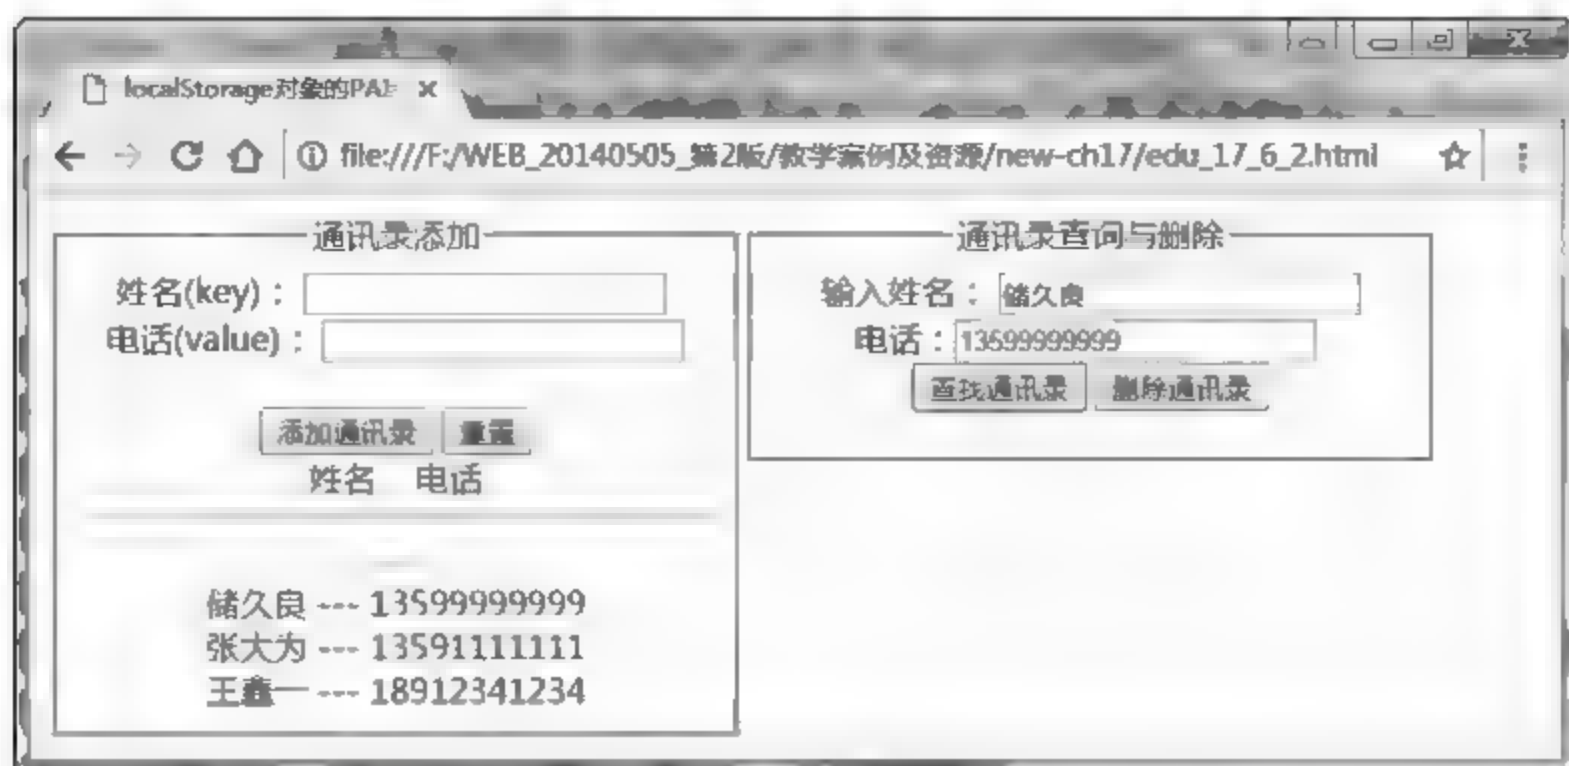 localStorage对象的PAI
file:///F:/WEB_20140505_第2版/教学案例及资源/new-ch17/edu_17_6_2.html
通讯录添加
姓名(key)：
电话(value)：
添加通讯录 重置
姓名 电话
--
储久良 --- 13599999999
张大为 --- 13591111111
王鑫一 --- 18912341234
通讯录查询与删除
输入姓名： 储久良
电话：13599999999
查找通讯录 删除通讯录